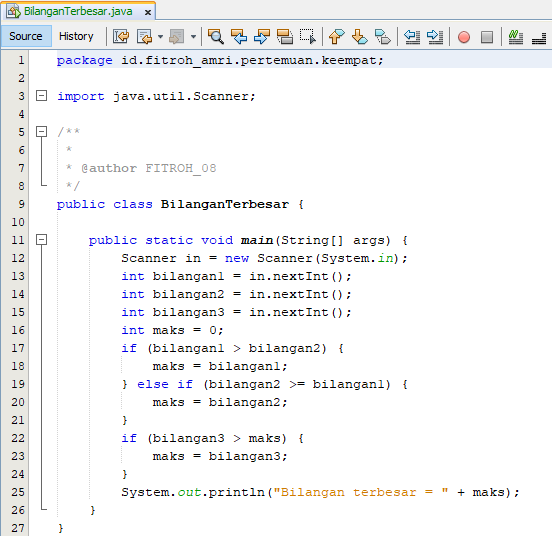 BilanganTerbesar.java x
Source History
1 package id.fitroh_amri.pertemuan.keempat;
2
3 import java.util.Scanner;
4
5 /**
6 *
7 * @author FITROH_08
8 */
9 public class BilanganTerbesar {
10
11 public static void main(String[] args) {
12 Scanner in = new Scanner(System.in);
13 int bilangan1 = in.nextInt();
14 int bilangan2 = in.nextInt();
15 int bilangan3 = in.nextInt();
16 int maks = 0;
17 if (bilangan1 > bilangan2) {
18 maks = bilangan1;
19 } else if (bilangan2 >= bilangan1) {
20 maks = bilangan2;
21 }
22 if (bilangan3 > maks) {
23 maks = bilangan3;
24 }
25 System.out.println("Bilangan terbesar = " + maks);
26 }
27 }